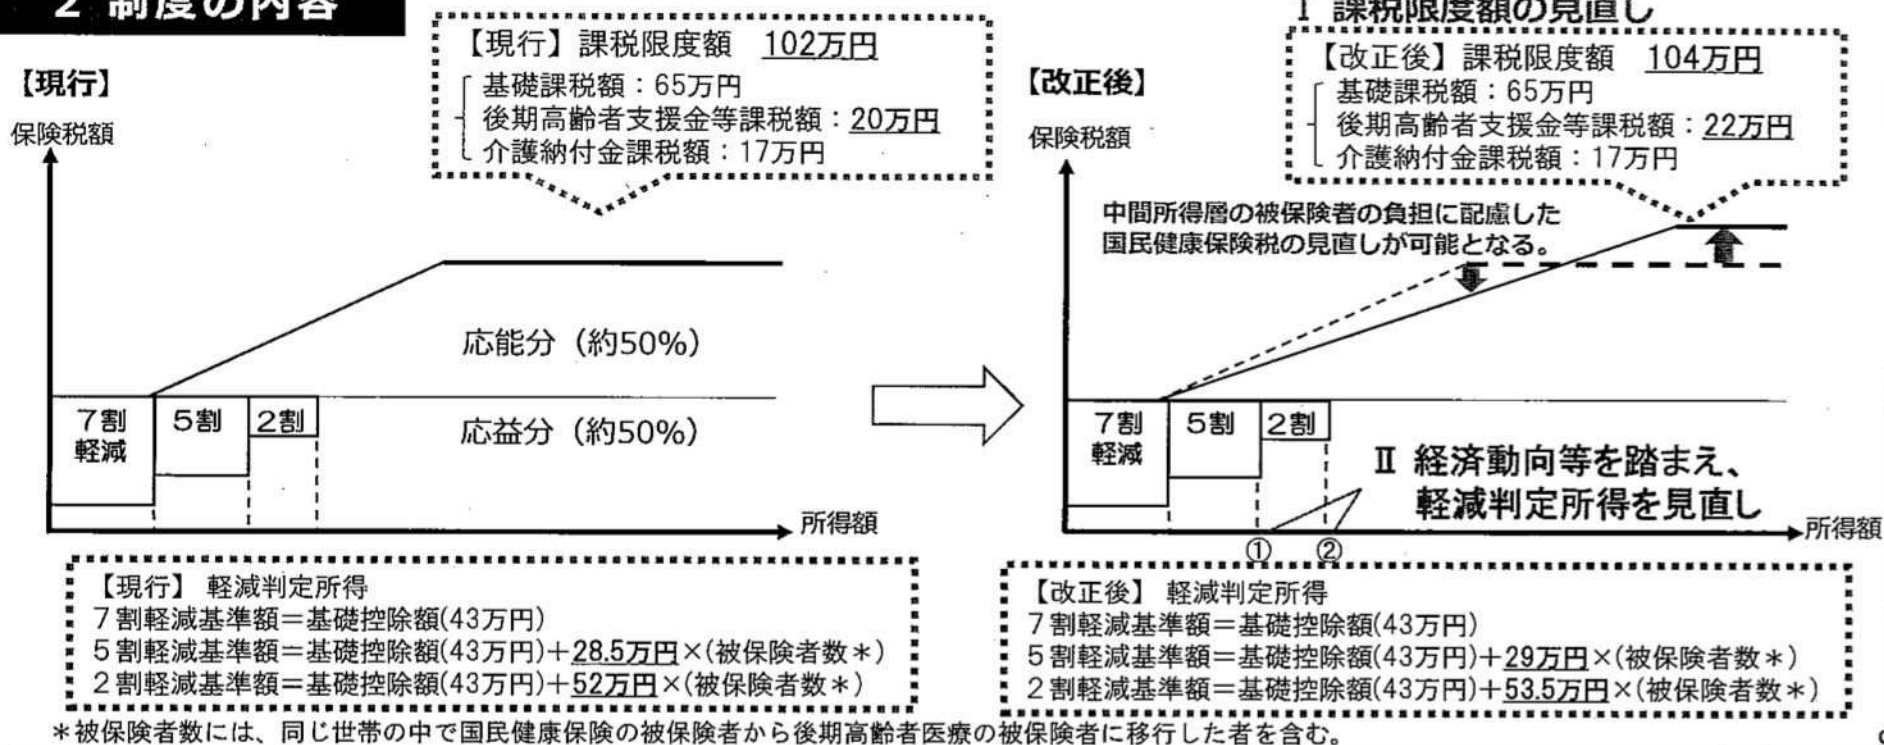 2 制度の内容
【現行】
保険税額
【現行】課税限度額 102万円
基礎課税額：65万円
後期高齢者支援金等課税額：20万円
介護納付金課税額：17万円
応能分（約50%）
応益分（約50%）
7割
軽減
5割
2割
所得額
【現行】 軽減判定所得
7割軽減基準額＝基礎控除額(43万円)
5割軽減基準額＝基礎控除額(43万円)＋28.5万円×(被保険者数＊)
2割軽減基準額＝基礎控除額(43万円)＋52万円×(被保険者数＊)
Ⅰ 課税限度額の見直し
【改正後】
保険税額
【改正後】課税限度額 104万円
基礎課税額：65万円
後期高齢者支援金等課税額：22万円
介護納付金課税額：17万円
中間所得層の被保険者の負担に配慮した
国民健康保険税の見直しが可能となる。
7割
軽減
5割
2割
Ⅱ 経済動向等を踏まえ、
軽減判定所得を見直し
所得額
① ②
【改正後】 軽減判定所得
7割軽減基準額＝基礎控除額(43万円)
5割軽減基準額＝基礎控除額(43万円)＋29万円×(被保険者数＊)
2割軽減基準額＝基礎控除額(43万円)＋53.5万円×(被保険者数＊)
＊被保険者数には、同じ世帯の中で国民健康保険の被保険者から後期高齢者医療の被保険者に移行した者を含む。